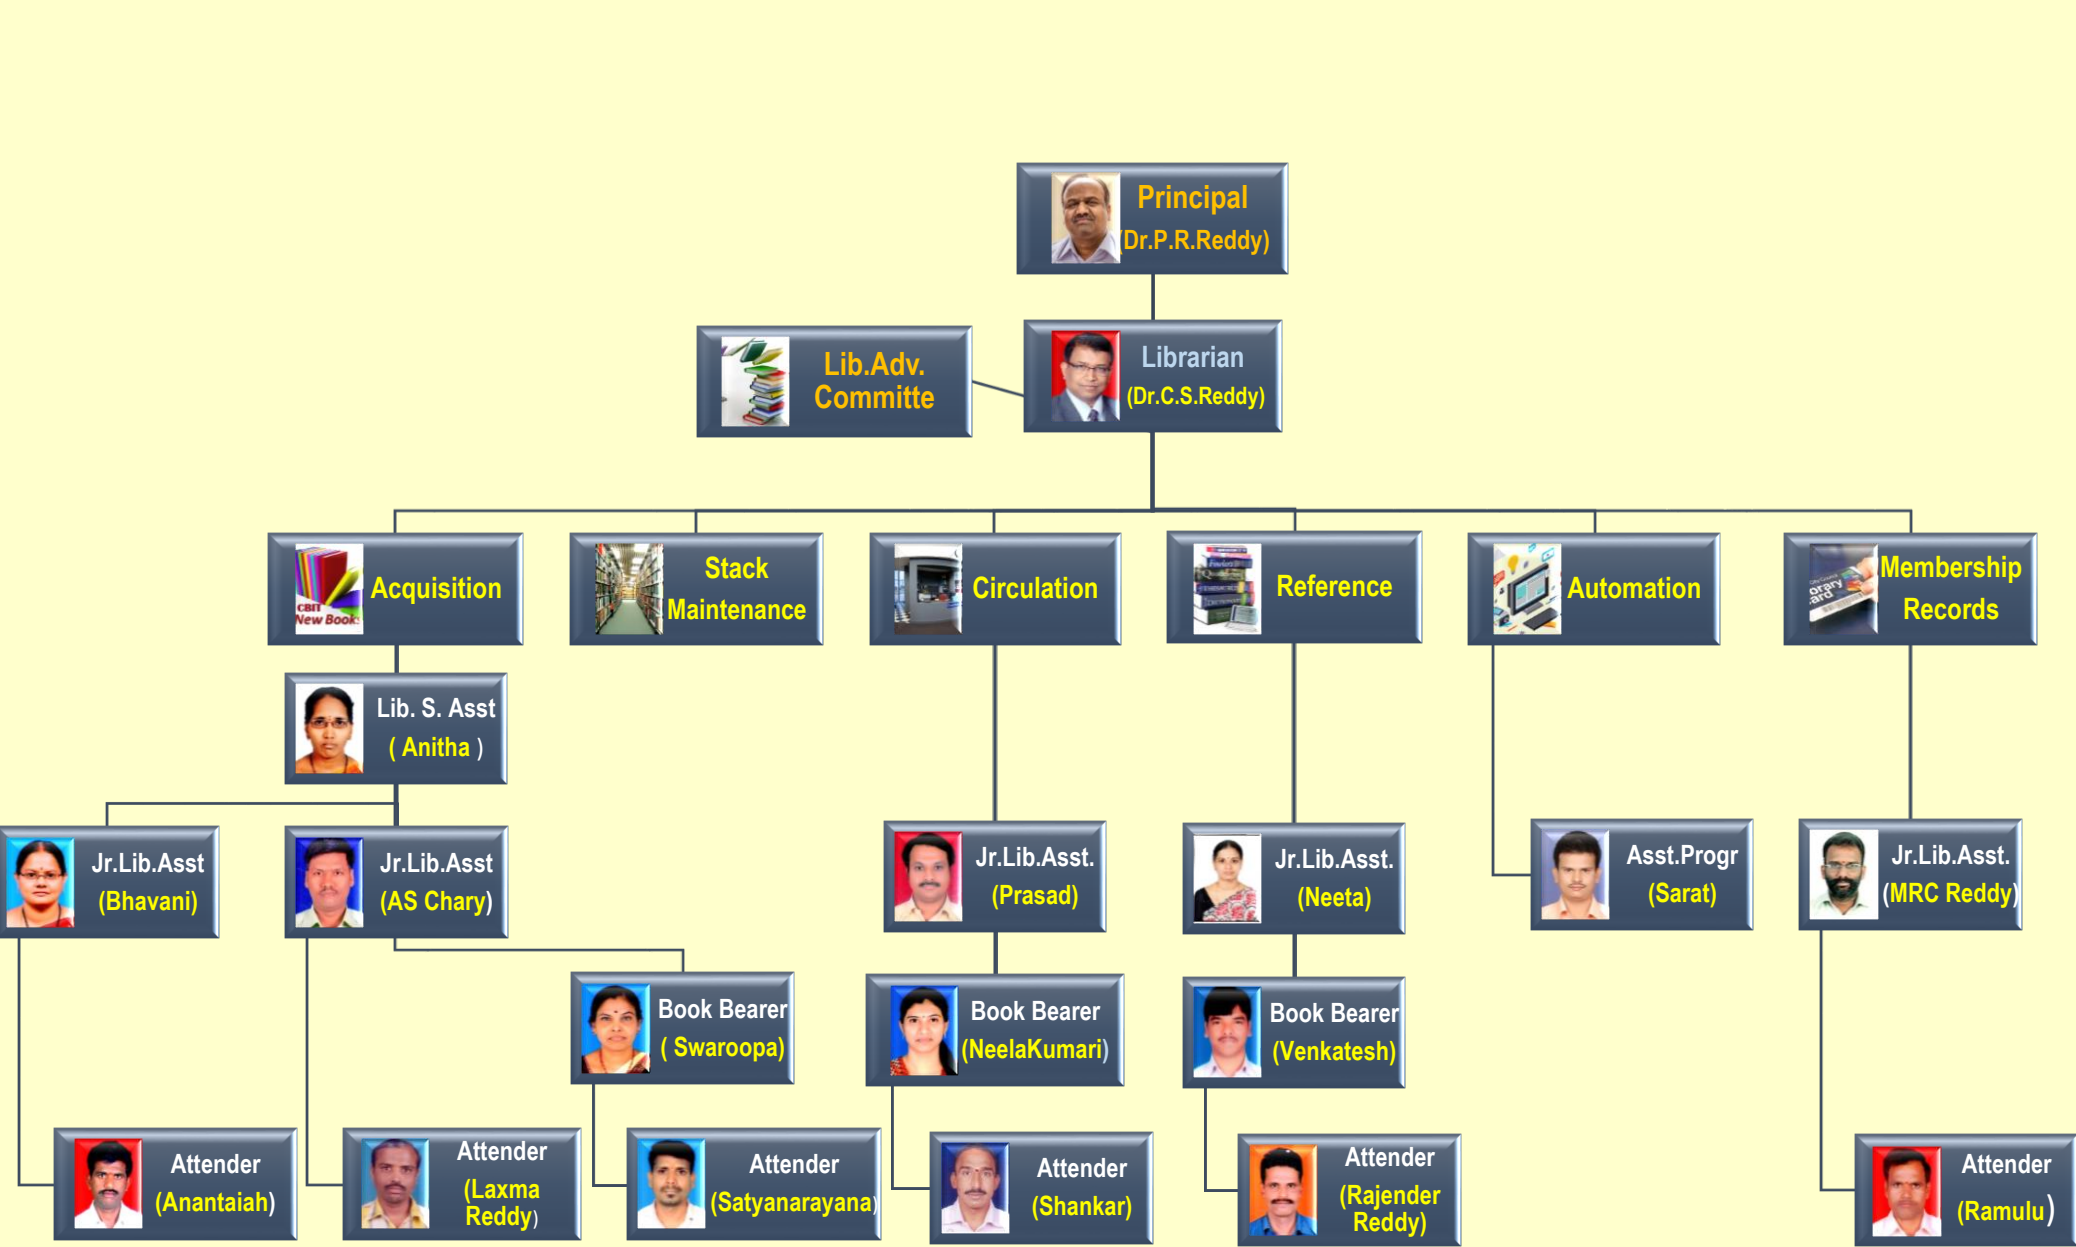 Principal
(Dr.P.R.Reddy)
Lib.Adv.
Committe
Librarian
(Dr.C.S.Reddy)
CBIT
New Books
Acquisition
Stack
Maintenance
Circulation
Reference
Automation
Membership
Records
Lib. S. Asst
( Anitha )
Jr.Lib.Asst
(Bhavani)
Jr.Lib.Asst
(AS Chary)
Jr.Lib.Asst.
(Prasad)
Jr.Lib.Asst.
(Neeta)
Asst.Progr
(Sarat)
Jr.Lib.Asst.
(MRC Reddy)
Book Bearer
( Swaroopa)
Book Bearer
(NeelaKumari)
Book Bearer
(Venkatesh)
Attender
(Anantaiah)
Attender
(Laxma
Reddy)
Attender
(Satyanarayana)
Attender
(Shankar)
Attender
(Rajender
Reddy)
Attender
(Ramulu)